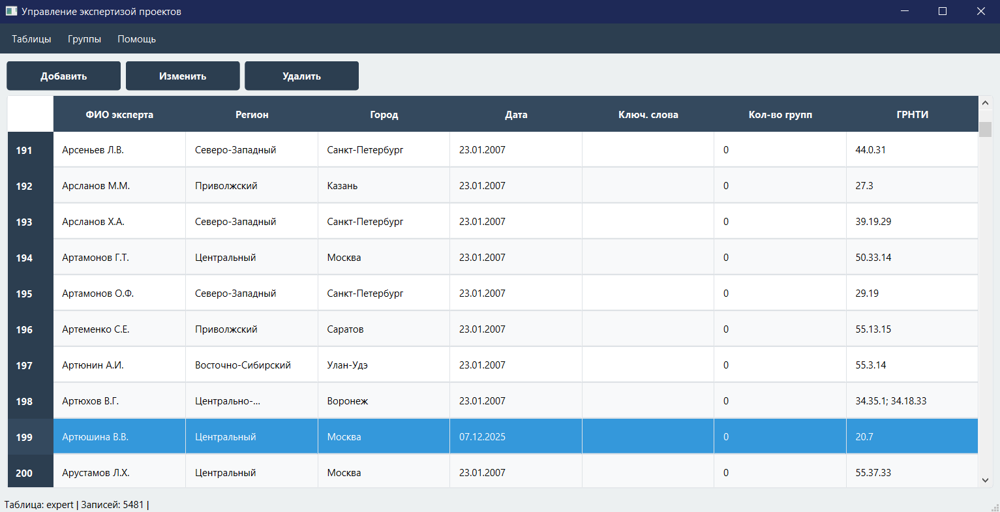 Управление экспертизой проектов
Таблицы Группы Помощь
Добавить Изменить Удалить
ФИО эксперта Регион Город Дата Ключ. слова Кол-во групп ГРНТИ
191 Арсеньев Л.В. Северо-Западный Санкт-Петербург 23.01.2007 0 44.0.31
192 Арсланов М.М. Приволжский Казань 23.01.2007 0 27.3
193 Арсланов Х.А. Северо-Западный Санкт-Петербург 23.01.2007 0 39.19.29
194 Артамонов Г.Т. Центральный Москва 23.01.2007 0 50.33.14
195 Артамонов О.Ф. Северо-Западный Санкт-Петербург 23.01.2007 0 29.19
196 Артеменко С.Е. Приволжский Саратов 23.01.2007 0 55.13.15
197 Артюнин А.И. Восточно-Сибирский Улан-Удэ 23.01.2007 0 55.3.14
198 Артюхов В.Г. Центрально-... Воронеж 23.01.2007 0 34.35.1; 34.18.33
199 Артюшина В.В. Центральный Москва 07.12.2025 0 20.7
200 Арустамов Л.Х. Центральный Москва 23.01.2007 0 55.37.33
Таблица: expert | Записей: 5481 |